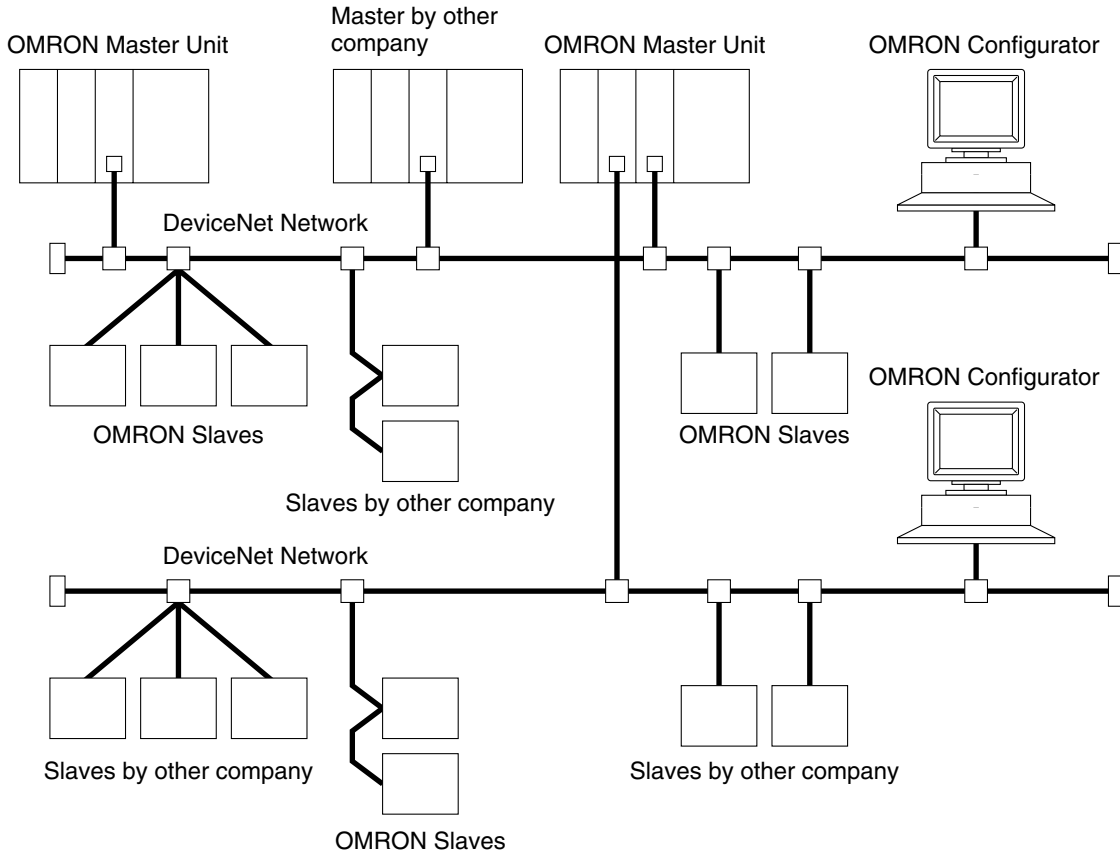 Master by other
company
OMRON Master Unit
OMRON Master Unit
OMRON Configurator
DeviceNet Network
OMRON Configurator
OMRON Slaves
OMRON Slaves
Slaves by other company
DeviceNet Network
Slaves by other company
Slaves by other company
OMRON Slaves